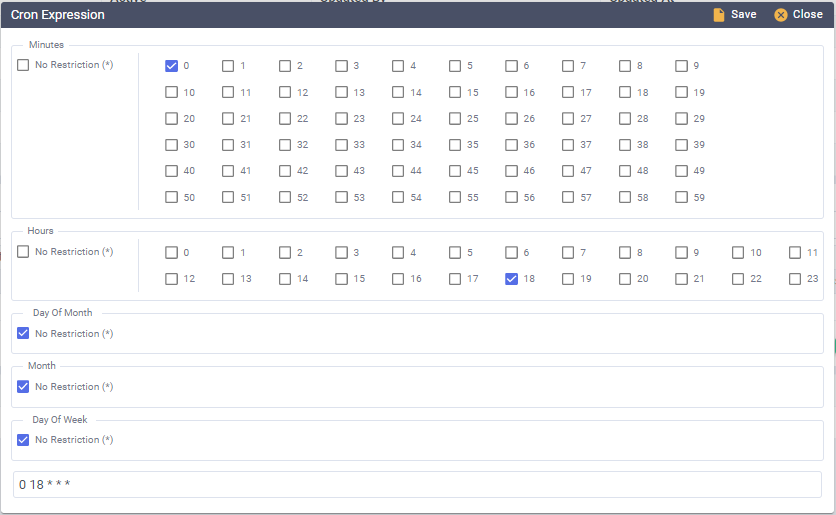 Cron Expression Save Close
Minutes
No Restriction (*) 0 1 2 3 4 5 6 7 8 9
10 11 12 13 14 15 16 17 18 19
20 21 22 23 24 25 26 27 28 29
30 31 32 33 34 35 36 37 38 39
40 41 42 43 44 45 46 47 48 49
50 51 52 53 54 55 56 57 58 59
Hours
No Restriction (*) 0 1 2 3 4 5 6 7 8 9 10 11
12 13 14 15 16 17 18 19 20 21 22 23
Day Of Month
No Restriction (*)
Month
No Restriction (*)
Day Of Week
No Restriction (*)
0 18 * * *